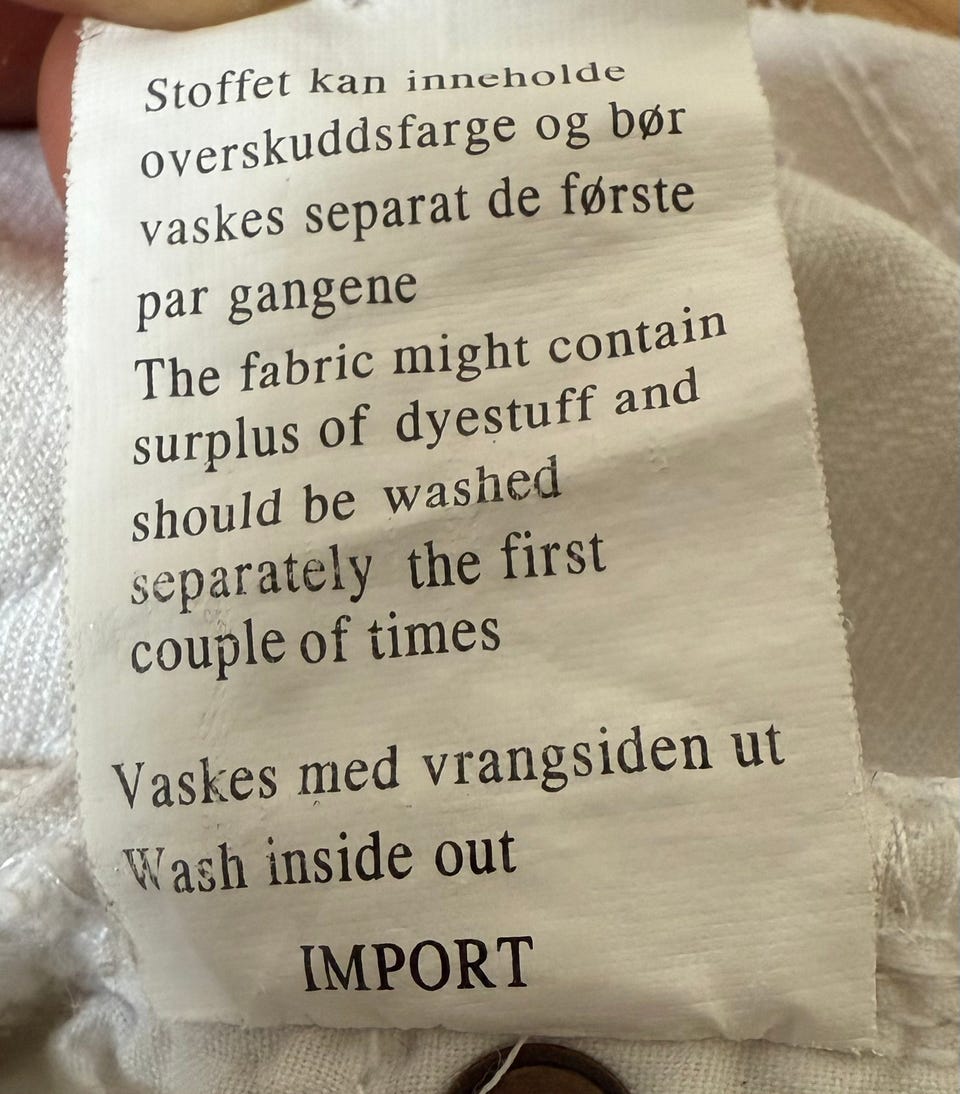 Stoffet kan inneholde
overskuddsfarge og bør
vaskes separat de første
par gangene
The fabric might contain
surplus of dyestuff and
should be washed
separately the first
couple of times
Vaskes med vrangsiden ut
Wash inside out
IMPORT